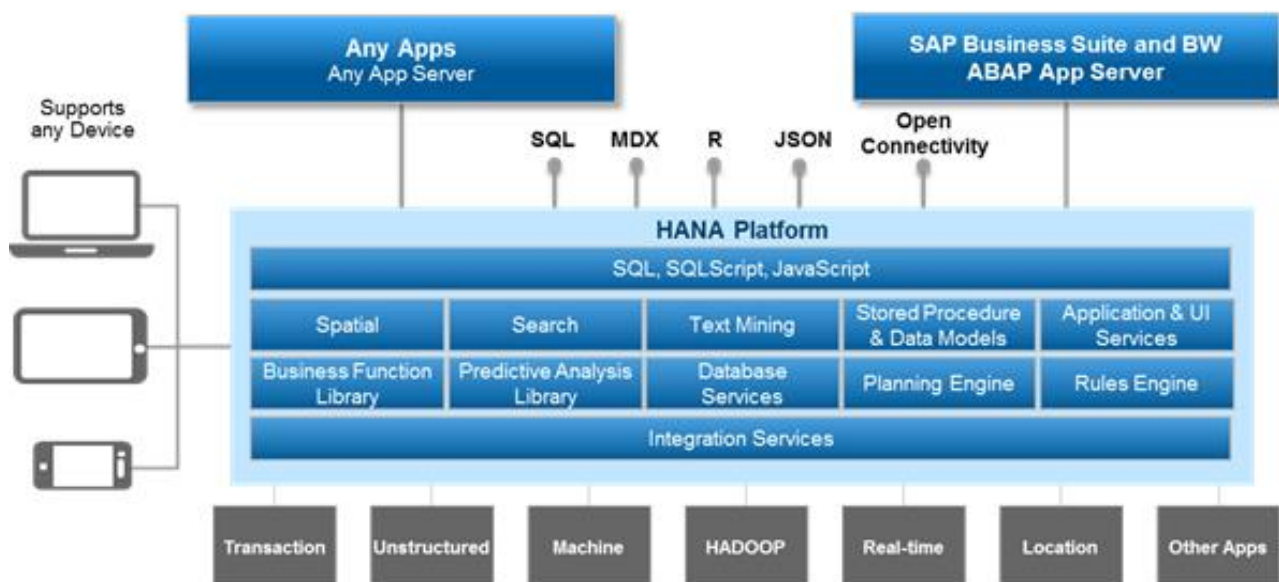 Any Apps
Any App Server
SAP Business Suite and BW
ABAP App Server
Supports
any Device
SQL
MDX
R
JSON
Open
Connectivity
HANA Platform
SQL, SQLScript, JavaScript
Spatial
Search
Text Mining
Stored Procedure
& Data Models
Application & UI
Services
Business Function
Library
Predictive Analysis
Library
Database
Services
Planning Engine
Rules Engine
Integration Services
Transaction
Unstructured
Machine
HADOOP
Real-time
Location
Other Apps